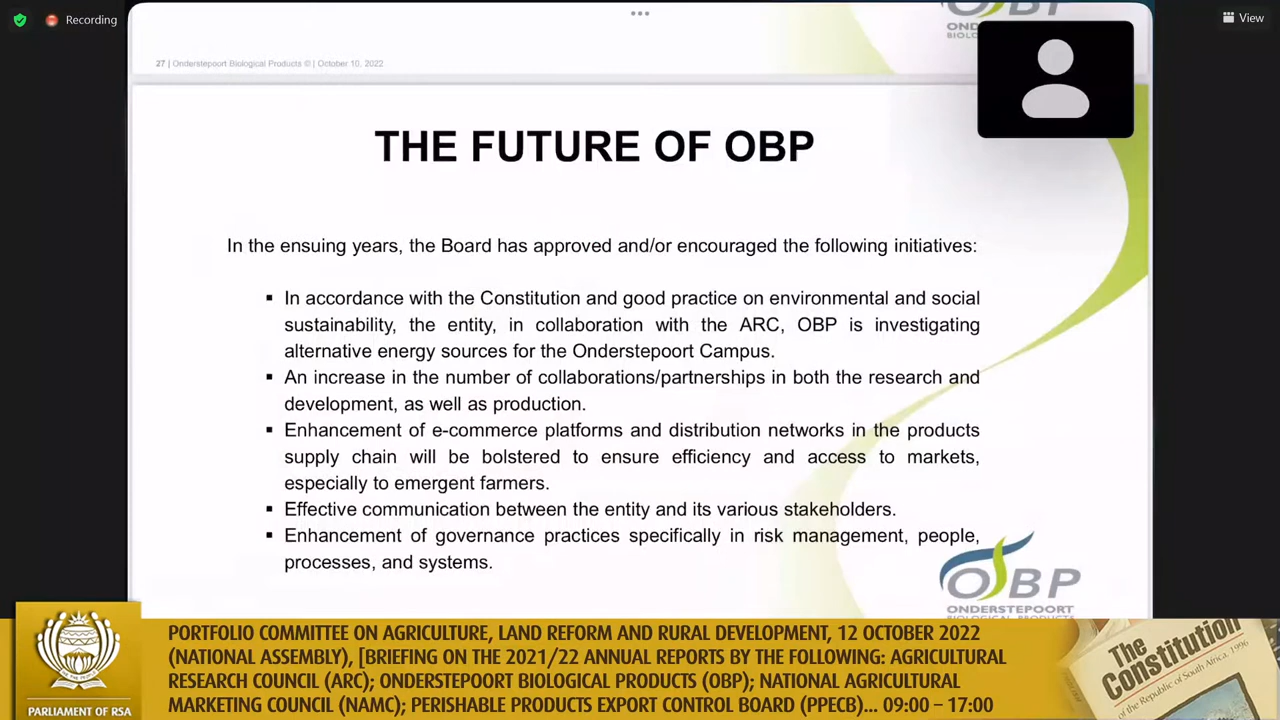 Recording
View
27 | Onderstepoort Biological Products © | October 10, 2022
THE FUTURE OF OBP
In the ensuing years, the Board has approved and/or encouraged the following initiatives:
▪ In accordance with the Constitution and good practice on environmental and social
sustainability, the entity, in collaboration with the ARC, OBP is investigating
alternative energy sources for the Onderstepoort Campus.
▪ An increase in the number of collaborations/partnerships in both the research and
development, as well as production.
▪ Enhancement of e-commerce platforms and distribution networks in the products
supply chain will be bolstered to ensure efficiency and access to markets,
especially to emergent farmers.
▪ Effective communication between the entity and its various stakeholders.
▪ Enhancement of governance practices specifically in risk management, people,
processes, and systems.
OBP
ONDERSTEPOORT
BIOLOGICAL PRODUCTS
PORTFOLIO COMMITTEE ON AGRICULTURE, LAND REFORM AND RURAL DEVELOPMENT, 12 OCTOBER 2022
(NATIONAL ASSEMBLY), [BRIEFING ON THE 2021/22 ANNUAL REPORTS BY THE FOLLOWING: AGRICULTURAL
RESEARCH COUNCIL (ARC); ONDERSTEPOORT BIOLOGICAL PRODUCTS (OBP); NATIONAL AGRICULTURAL
MARKETING COUNCIL (NAMC); PERISHABLE PRODUCTS EXPORT CONTROL BOARD (PPECB)... 09:00 – 17:00
PARLIAMENT OF RSA
The
Constitution
of the Republic of South Africa, 1996